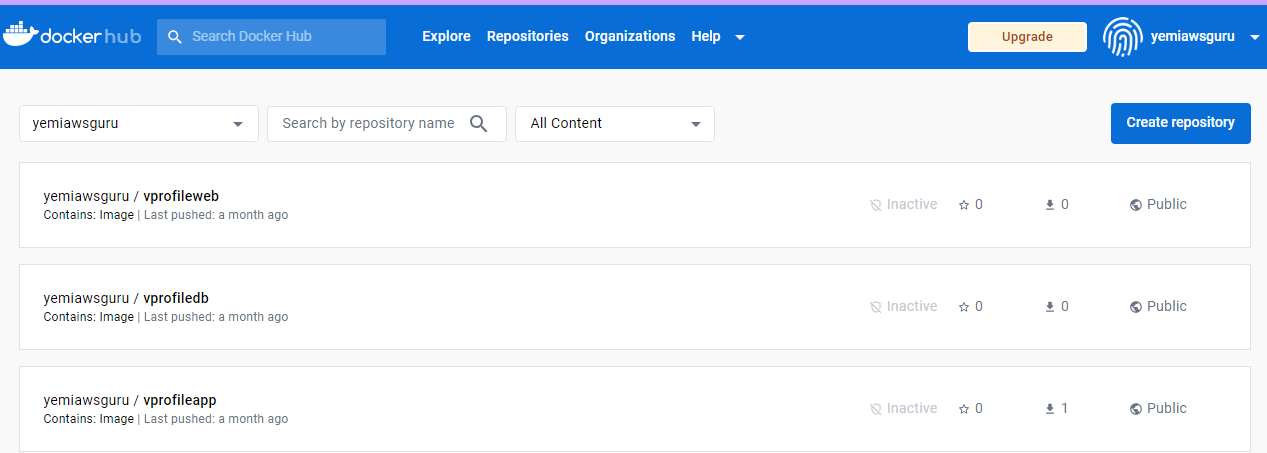 docker hub Search Docker Hub Explore Repositories Organizations Help Upgrade yemiawsguru
yemiawsguru Search by repository name All Content Create repository
yemiawsguru / vprofileweb
Contains: Image | Last pushed: a month ago
Inactive 0 0 Public
yemiawsguru / vprofiledb
Contains: Image | Last pushed: a month ago
Inactive 0 0 Public
yemiawsguru / vprofileapp
Contains: Image | Last pushed: a month ago
Inactive 0 1 Public